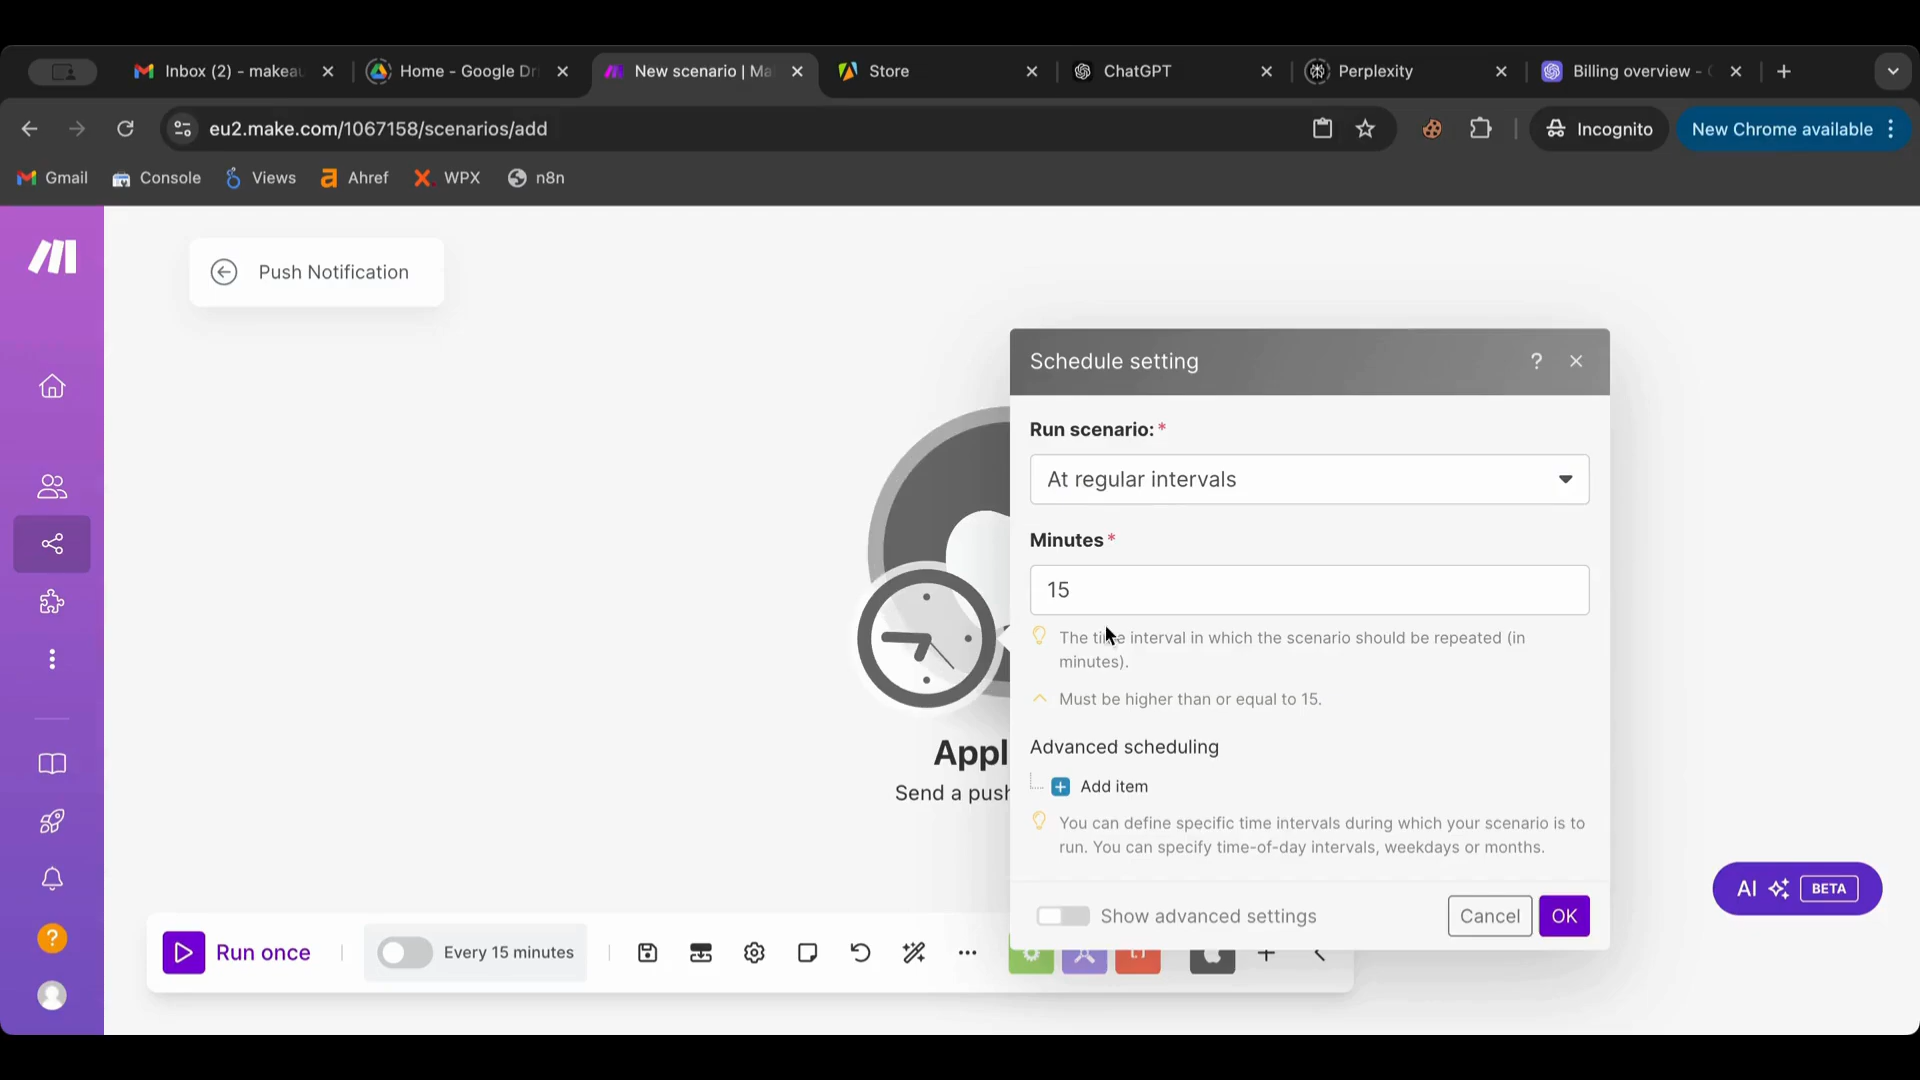 Inbox (2) - makeau
Home - Google Dri
New scenario | Ma
Store
ChatGPT
Perplexity
Billing overview -
eu2.make.com/1067158/scenarios/add
Incognito
New Chrome available
Gmail
Console
Views
Ahref
WPX
n8n
Push Notification
Schedule setting
?
Run scenario: *
At regular intervals
Minutes *
15
The time interval in which the scenario should be repeated (in
minutes).
Must be higher than or equal to 15.
Advanced scheduling
Add item
You can define specific time intervals during which your scenario is to
run. You can specify time-of-day intervals, weekdays or months.
Show advanced settings
Cancel
OK
Appl
Send a push
AI
BETA
Run once
Every 15 minutes
?